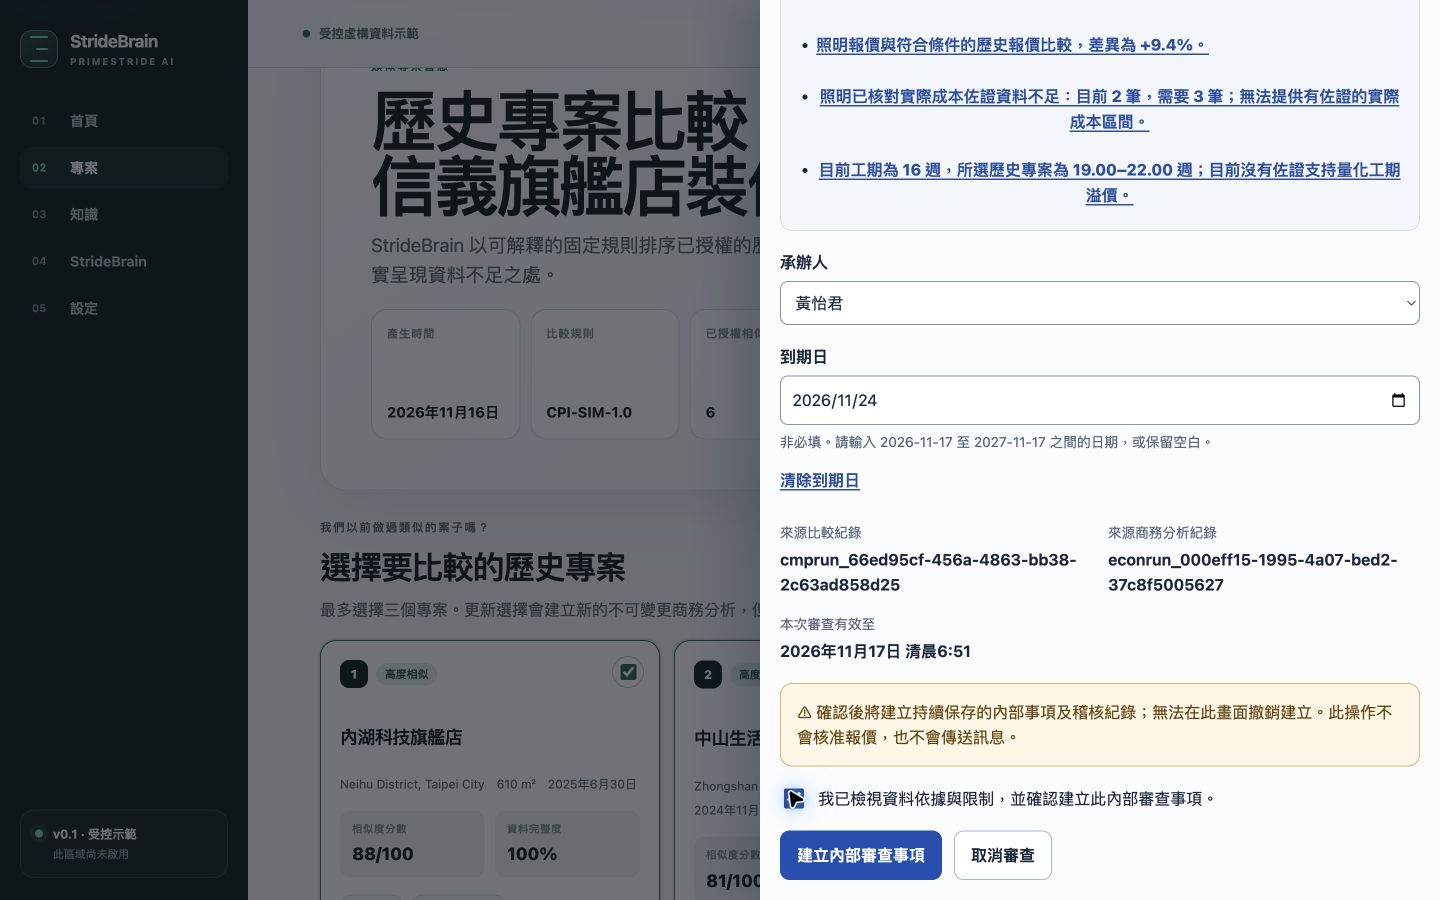 StrideBrain
PRIMESTRIDE AI
01 首頁
02 專案
03 知識
04 StrideBrain
05 設定
v0.1 · 受控示範
此區域尚未啟用
受控虛構資料示範
歷史專案比較
信義旗艦店裝
StrideBrain 以可解釋的固定規則排序已授權的
實呈現資料不足之處。
產生時間
2026年11月16日
比較規則
CPI-SIM-1.0
已授權相
6
我們以前做過類似的案子嗎？
選擇要比較的歷史專案
最多選擇三個專案。更新選擇會建立新的不可變更商務分析，
1 高度相似
內湖科技旗艦店
Neihu District, Taipei City 610 m² 2025年6月30日
相似度分數
88/100
資料完整度
100%
2 高度
中山生活
Zhongshan
2024年11月
相似度分數
81/100
• 照明報價與符合條件的歷史報價比較，差異為 +9.4%。
• 照明已核對實際成本佐證資料不足：目前 2 筆，需要 3 筆；無法提供有佐證的實際
成本區間。
• 目前工期為 16 週，所選歷史專案為 19.00–22.00 週；目前沒有佐證支持量化工期
溢價。
承辦人
黃怡君
到期日
2026/11/24
非必填。請輸入 2026-11-17 至 2027-11-17 之間的日期，或保留空白。
清除到期日
來源比較紀錄
cmprun_66ed95cf-456a-4863-bb38-
2c63ad858d25
來源商務分析紀錄
econrun_000eff15-1995-4a07-bed2-
37c8f5005627
本次審查有效至
2026年11月17日 清晨6:51
⚠ 確認後將建立持續保存的內部事項及稽核紀錄；無法在此畫面撤銷建立。此操作不
會核准報價，也不會傳送訊息。
我已檢視資料依據與限制，並確認建立此內部審查事項。
建立內部審查事項
取消審查